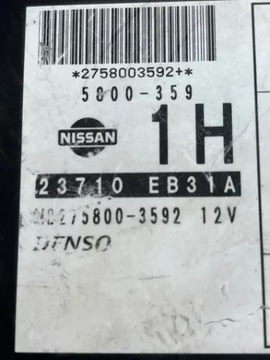 *2758003592+*
5800-359
NISSAN
1H
23710 EB31A
MB275800-3592 12V
DENSO